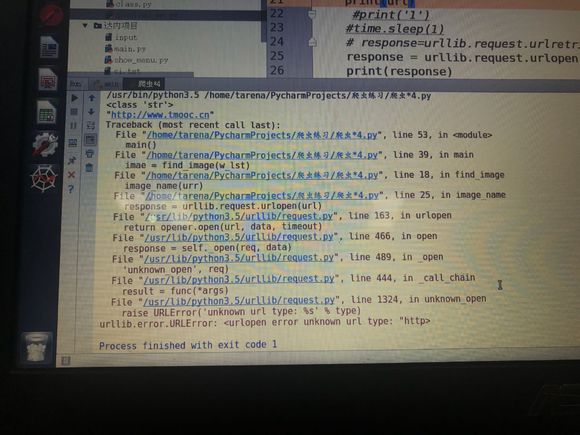 class.py
达内项目
input
main.py
show_menu.py
21
print(url)
22
#print('1')
23
#time.sleep(1)
24
# response=urllib.request.urlretri
25
response = urllib.request.urlopen
26
print(response)
Run
main
爬虫*4
/usr/bin/python3.5 /home/tarena/PycharmProjects/爬虫练习/爬虫*4.py
<class 'str'>
"http://www.tmooc.cn"
Traceback (most recent call last):
File "/home/tarena/PycharmProjects/爬虫练习/爬虫*4.py", line 53, in <module>
main()
File "/home/tarena/PycharmProjects/爬虫练习/爬虫*4.py", line 39, in main
imae = find_image(w_lst)
File "/home/tarena/PycharmProjects/爬虫练习/爬虫*4.py", line 18, in find_image
image_name(urr)
File "/home/tarena/PycharmProjects/爬虫练习/爬虫*4.py", line 25, in image_name
response = urllib.request.urlopen(url)
File "/usr/lib/python3.5/urllib/request.py", line 163, in urlopen
return opener.open(url, data, timeout)
File "/usr/lib/python3.5/urllib/request.py", line 466, in open
response = self._open(req, data)
File "/usr/lib/python3.5/urllib/request.py", line 489, in _open
'unknown_open', req)
File "/usr/lib/python3.5/urllib/request.py", line 444, in _call_chain
result = func(*args)
File "/usr/lib/python3.5/urllib/request.py", line 1324, in unknown_open
raise URLError('unknown url type: %s' % type)
urllib.error.URLError: <urlopen error unknown url type: "http>
Process finished with exit code 1